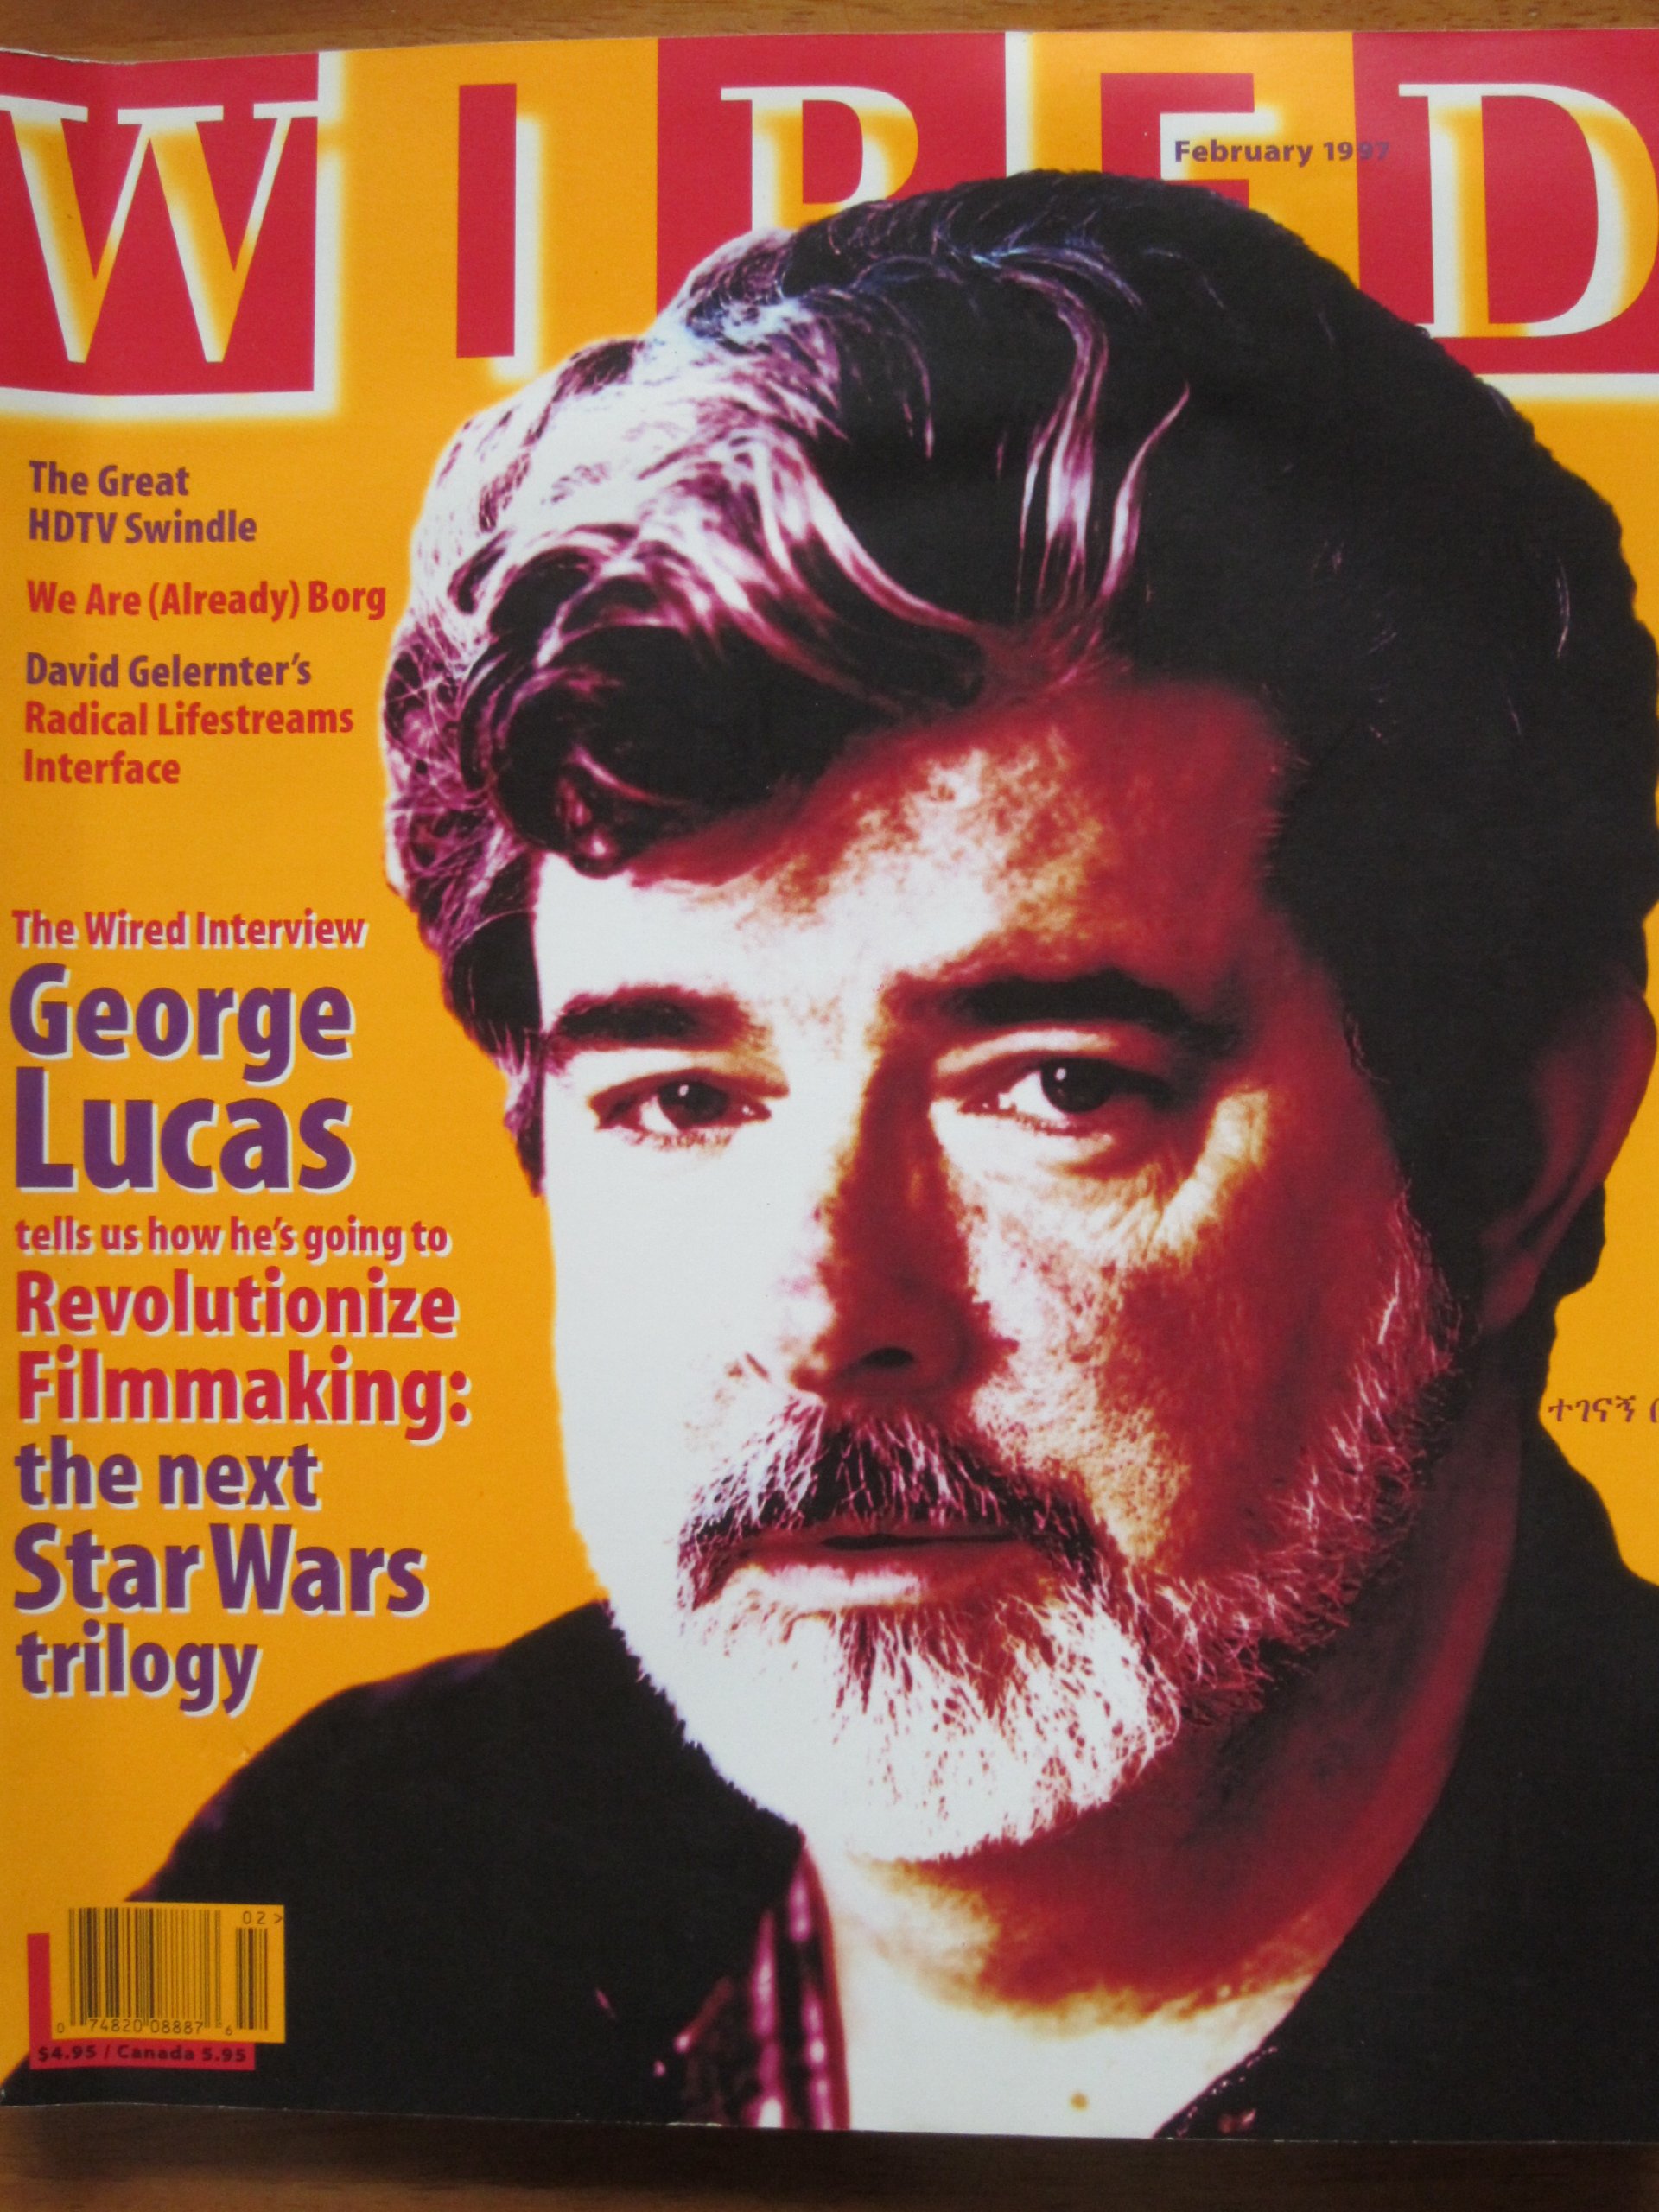 WIRED
February 1997
The Great
HDTV Swindle
We Are (Already) Borg
David Gelernter's
Radical Lifestreams
Interface
The Wired Interview
George
Lucas
tells us how he's going to
Revolutionize
Filmmaking:
the next
Star Wars
trilogy
ተገናኝ
02>
0 74820 08887 6
$4.95 / Canada 5.95